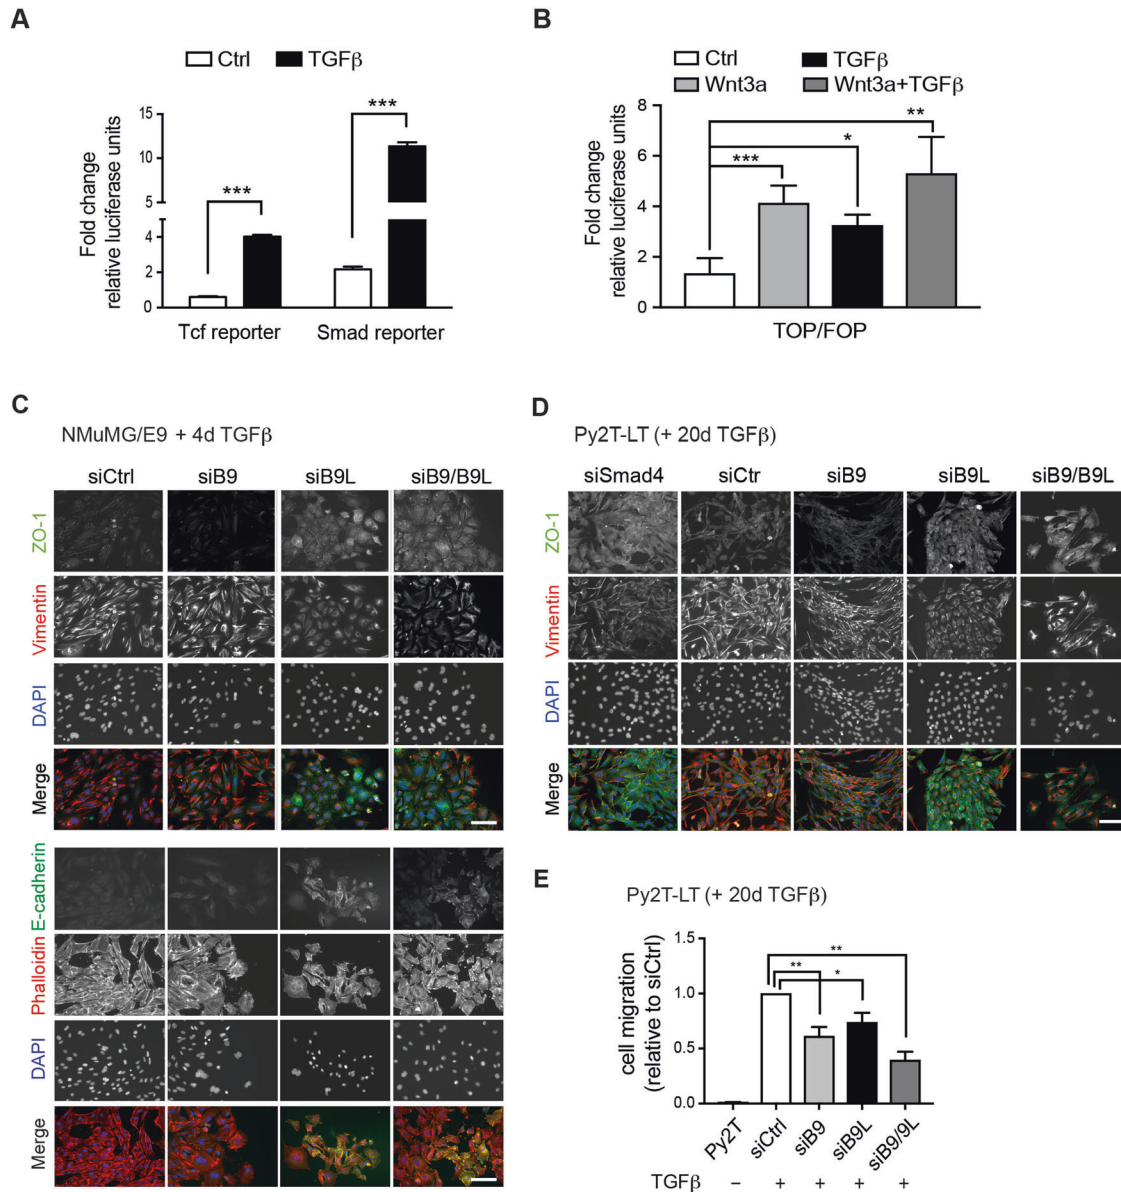 A
Ctrl TGFβ
Fold change
relative luciferase units
15
10
5
4
2
0
***
***
Tcf reporter Smad reporter
B
Ctrl TGFβ
Wnt3a Wnt3a+TGFβ
Fold change
relative luciferase units
8
6
4
2
0
**
*
***
TOP/FOP
C
NMuMG/E9 + 4d TGFβ
siCtrl siB9 siB9L siB9/B9L
ZO-1
Vimentin
DAPI
Merge
E-cadherin
Phalloidin
DAPI
Merge
D
Py2T-LT (+ 20d TGFβ)
siSmad4 siCtr siB9 siB9L siB9/B9L
ZO-1
Vimentin
DAPI
Merge
E
Py2T-LT (+ 20d TGFβ)
cell migration
(relative to siCtrl)
1.5
1.0
0.5
0.0
**
**
*
Py2T siCtrl siB9 siB9L siB9/9L
TGFβ – + + + +